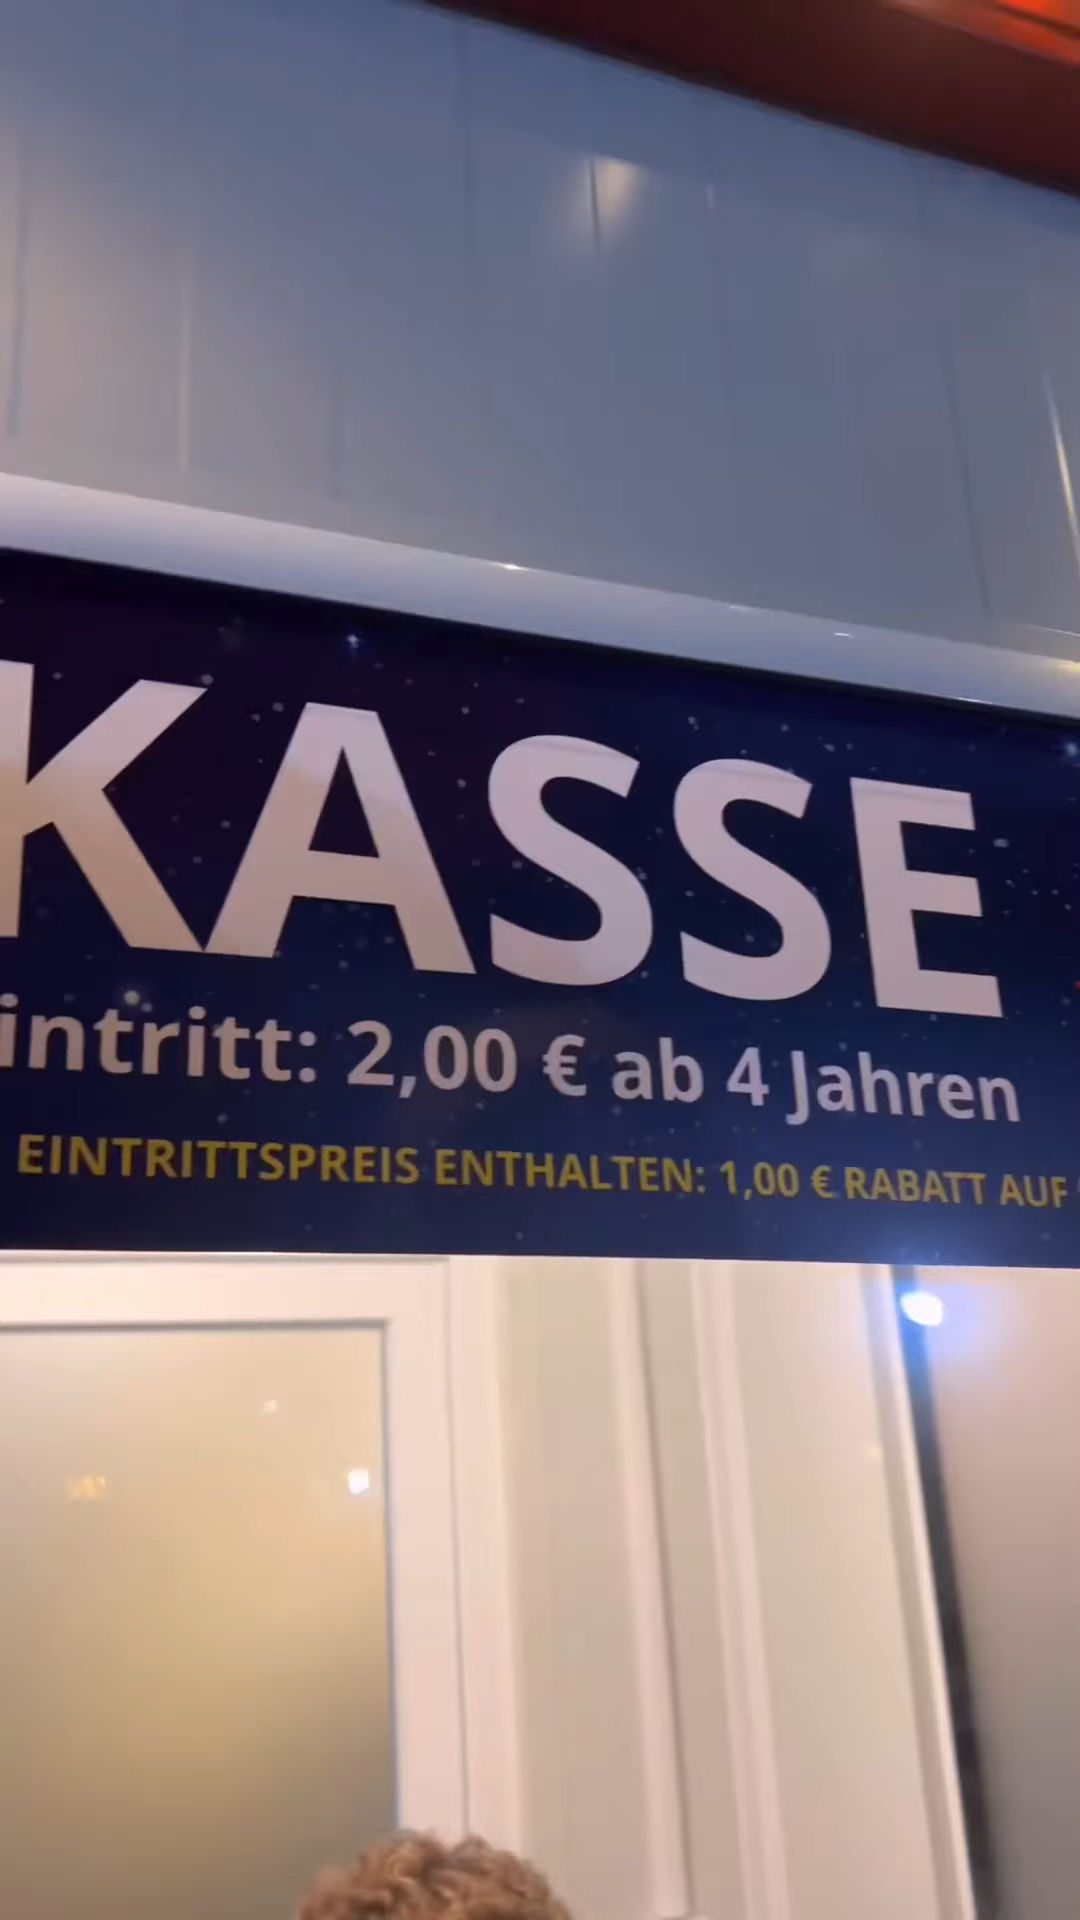 KASSE
intritt: 2,00 € ab 4 Jahren
EINTRITTSPREIS ENTHALTEN: 1,00 € RABATT AUF